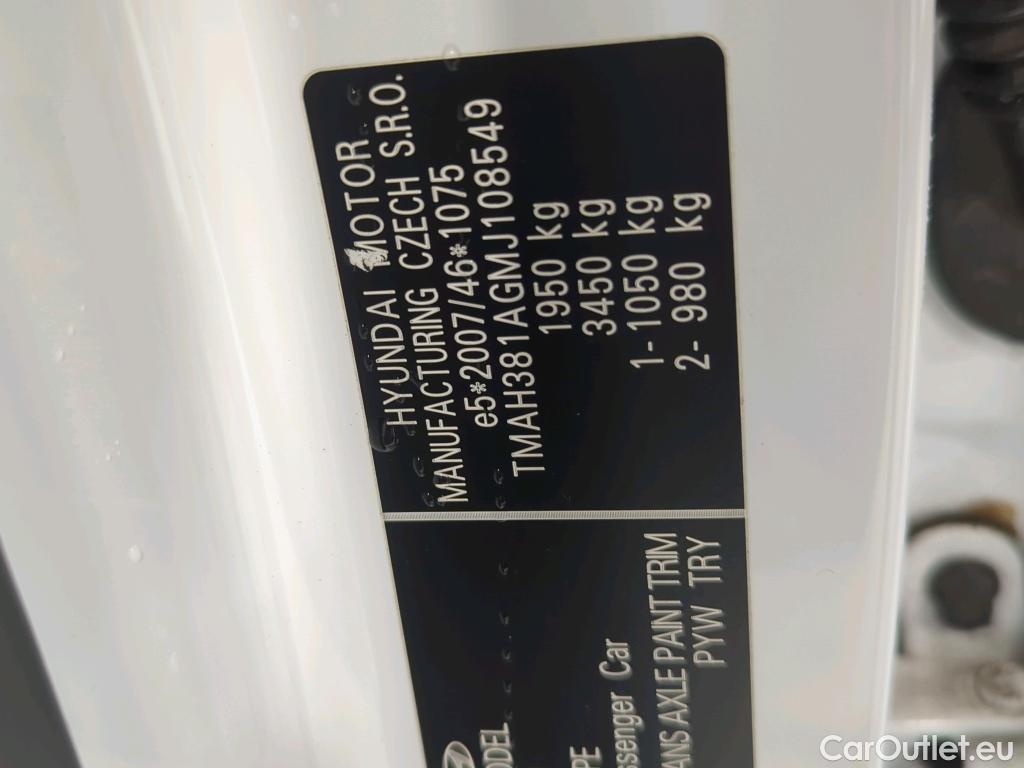 HYUNDAI MOTOR
MANUFACTURING CZECH S.R.O.
e5*2007/46*1075
TMAH381AGMJ108549
1950 kg
3450 kg
1- 1050 kg
2- 980 kg
ODEL
PE
ssenger Car
ANS AXLE PAINT TRIM
PYW TRY
CarOutlet.eu